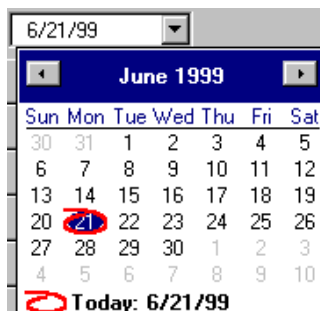 6/21/99
June 1999
Sun Mon Tue Wed Thu Fri Sat
30 31 1 2 3 4 5
6 7 8 9 10 11 12
13 14 15 16 17 18 19
20 21 22 23 24 25 26
27 28 29 30 1 2 3
4 5 6 7 8 9 10
Today: 6/21/99